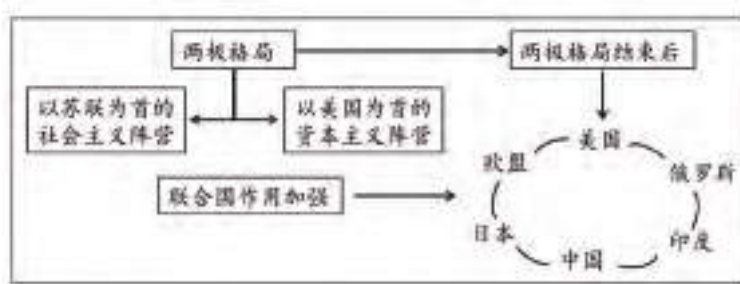 两极格局
两极格局结束后
以苏联为首的
社会主义阵营
以美国为首的
资本主义阵营
联合国作用加强
美国
欧盟
俄罗斯
日本
印度
中国